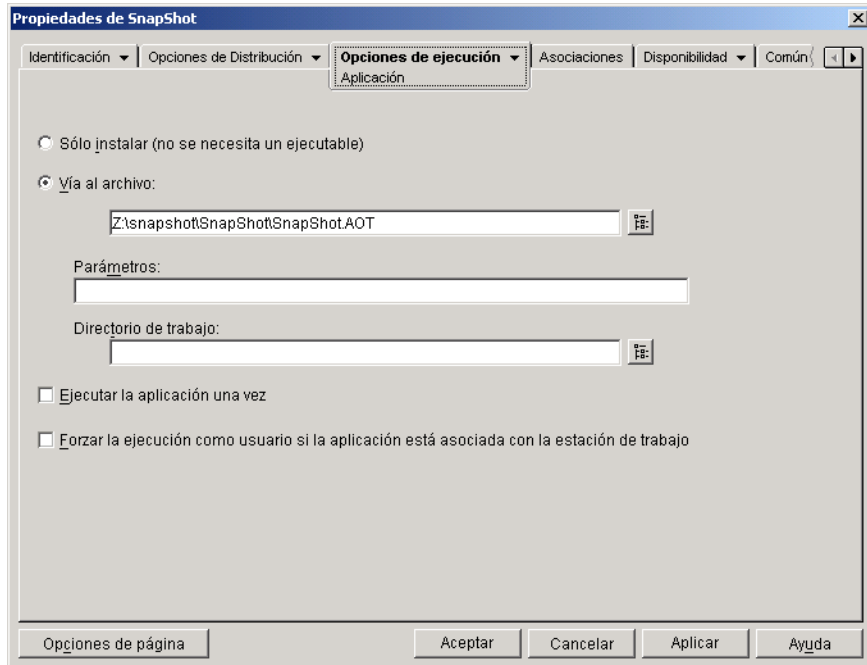 Propiedades de SnapShot
Identificación Opciones de Distribución Opciones de ejecución Asociaciones Disponibilidad Común
Aplicación
Sólo instalar (no se necesita un ejecutable)
Vía al archivo:
Z:\snapshot\SnapShot\SnapShot.AOT
Parámetros:
Directorio de trabajo:
Ejecutar la aplicación una vez
Forzar la ejecución como usuario si la aplicación está asociada con la estación de trabajo
Opciones de página Aceptar Cancelar Aplicar Ayuda